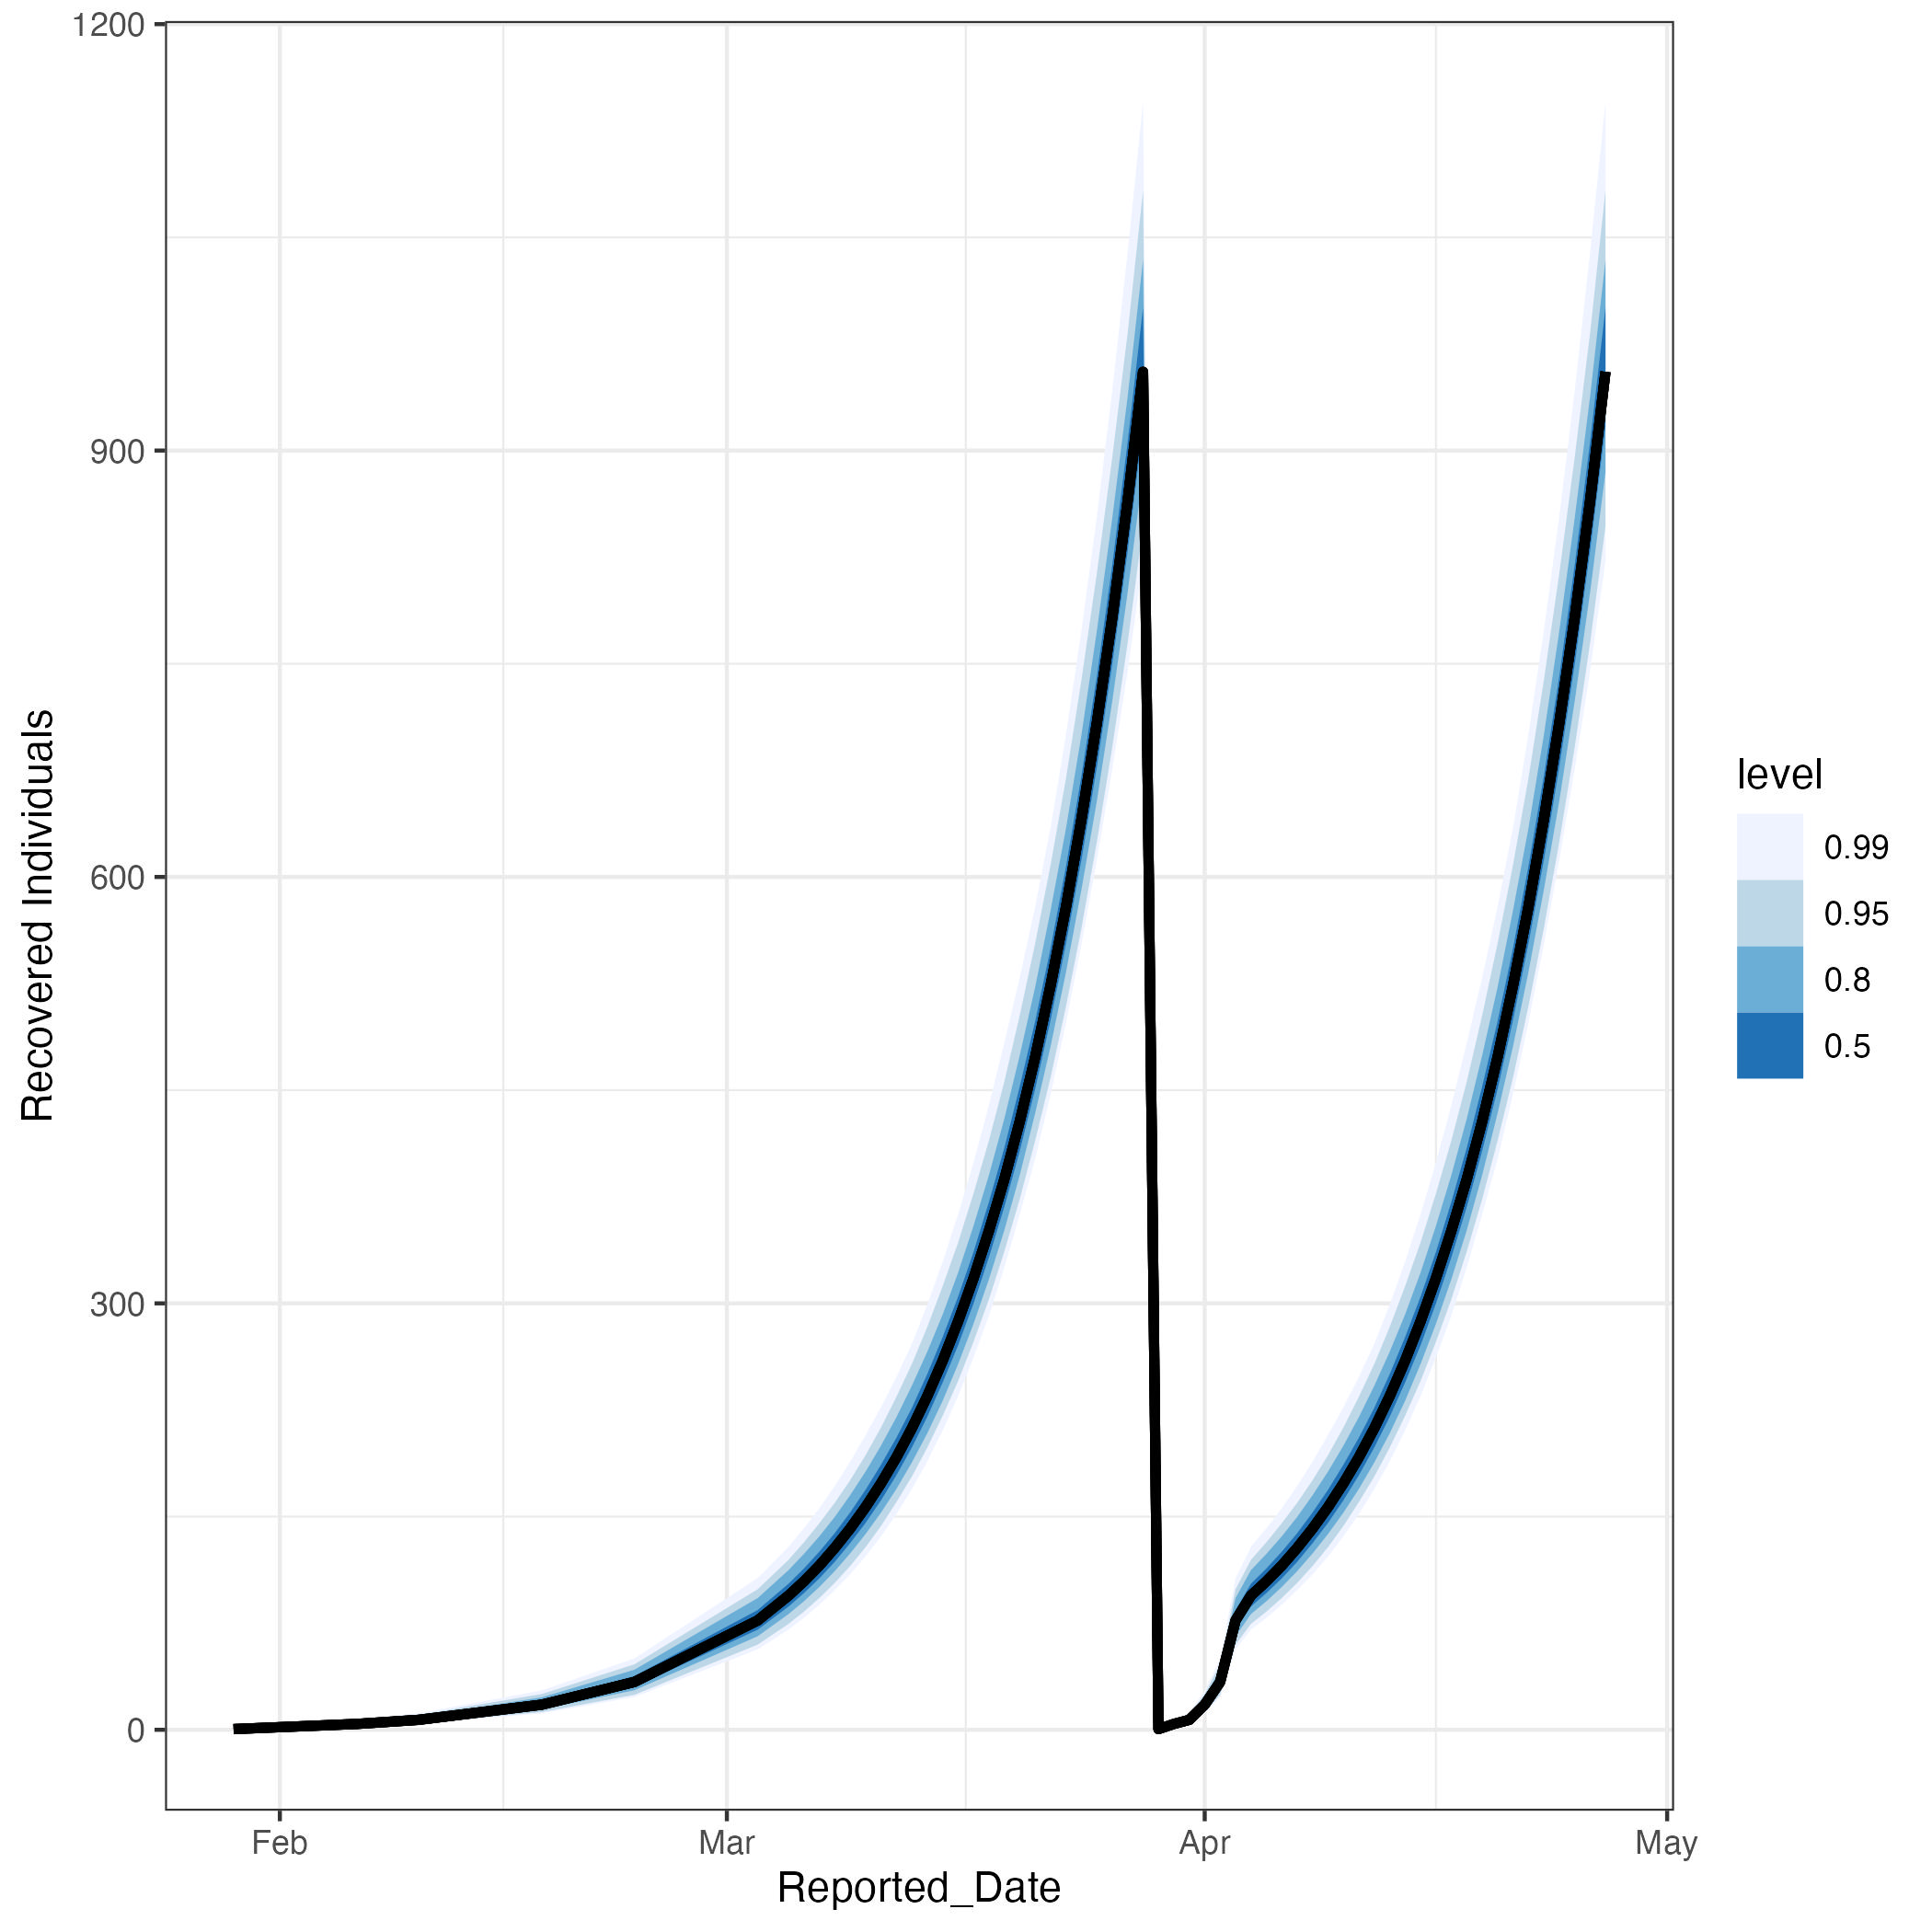 Recovered Individuals
1200
900
600
300
0
Feb
Mar
Apr
May
Reported_Date
level
0.99
0.95
0.8
0.5